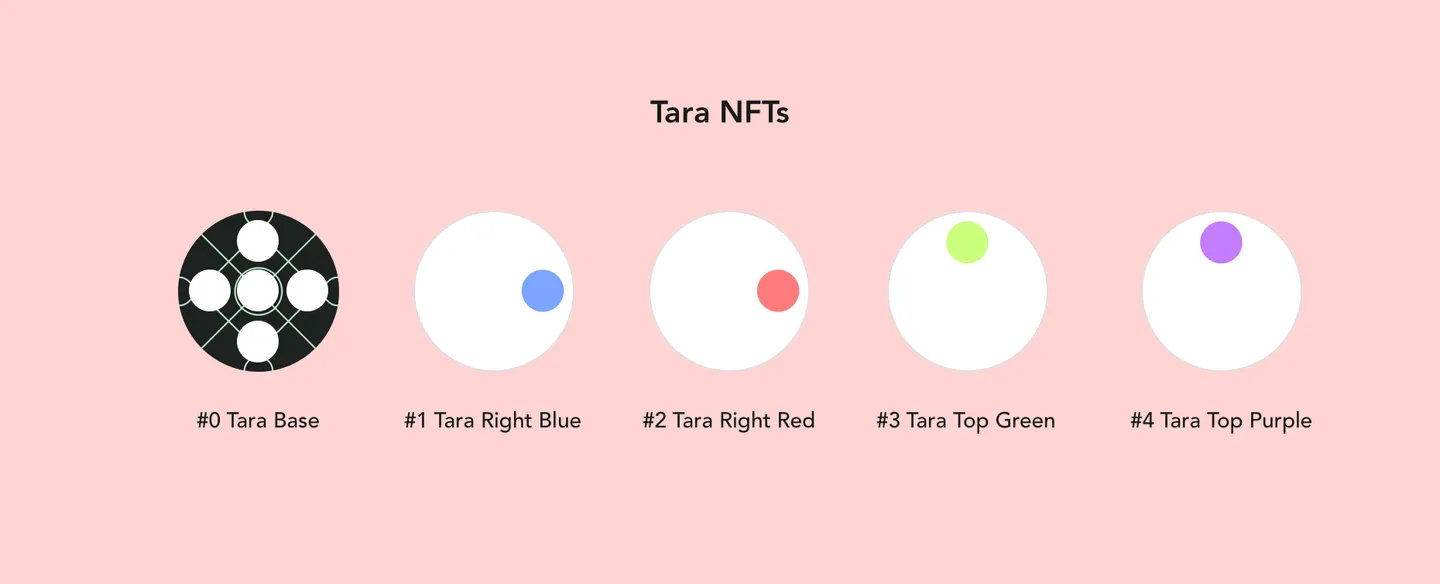 Tara NFTs
#0 Tara Base
#1 Tara Right Blue
#2 Tara Right Red
#3 Tara Top Green
#4 Tara Top Purple